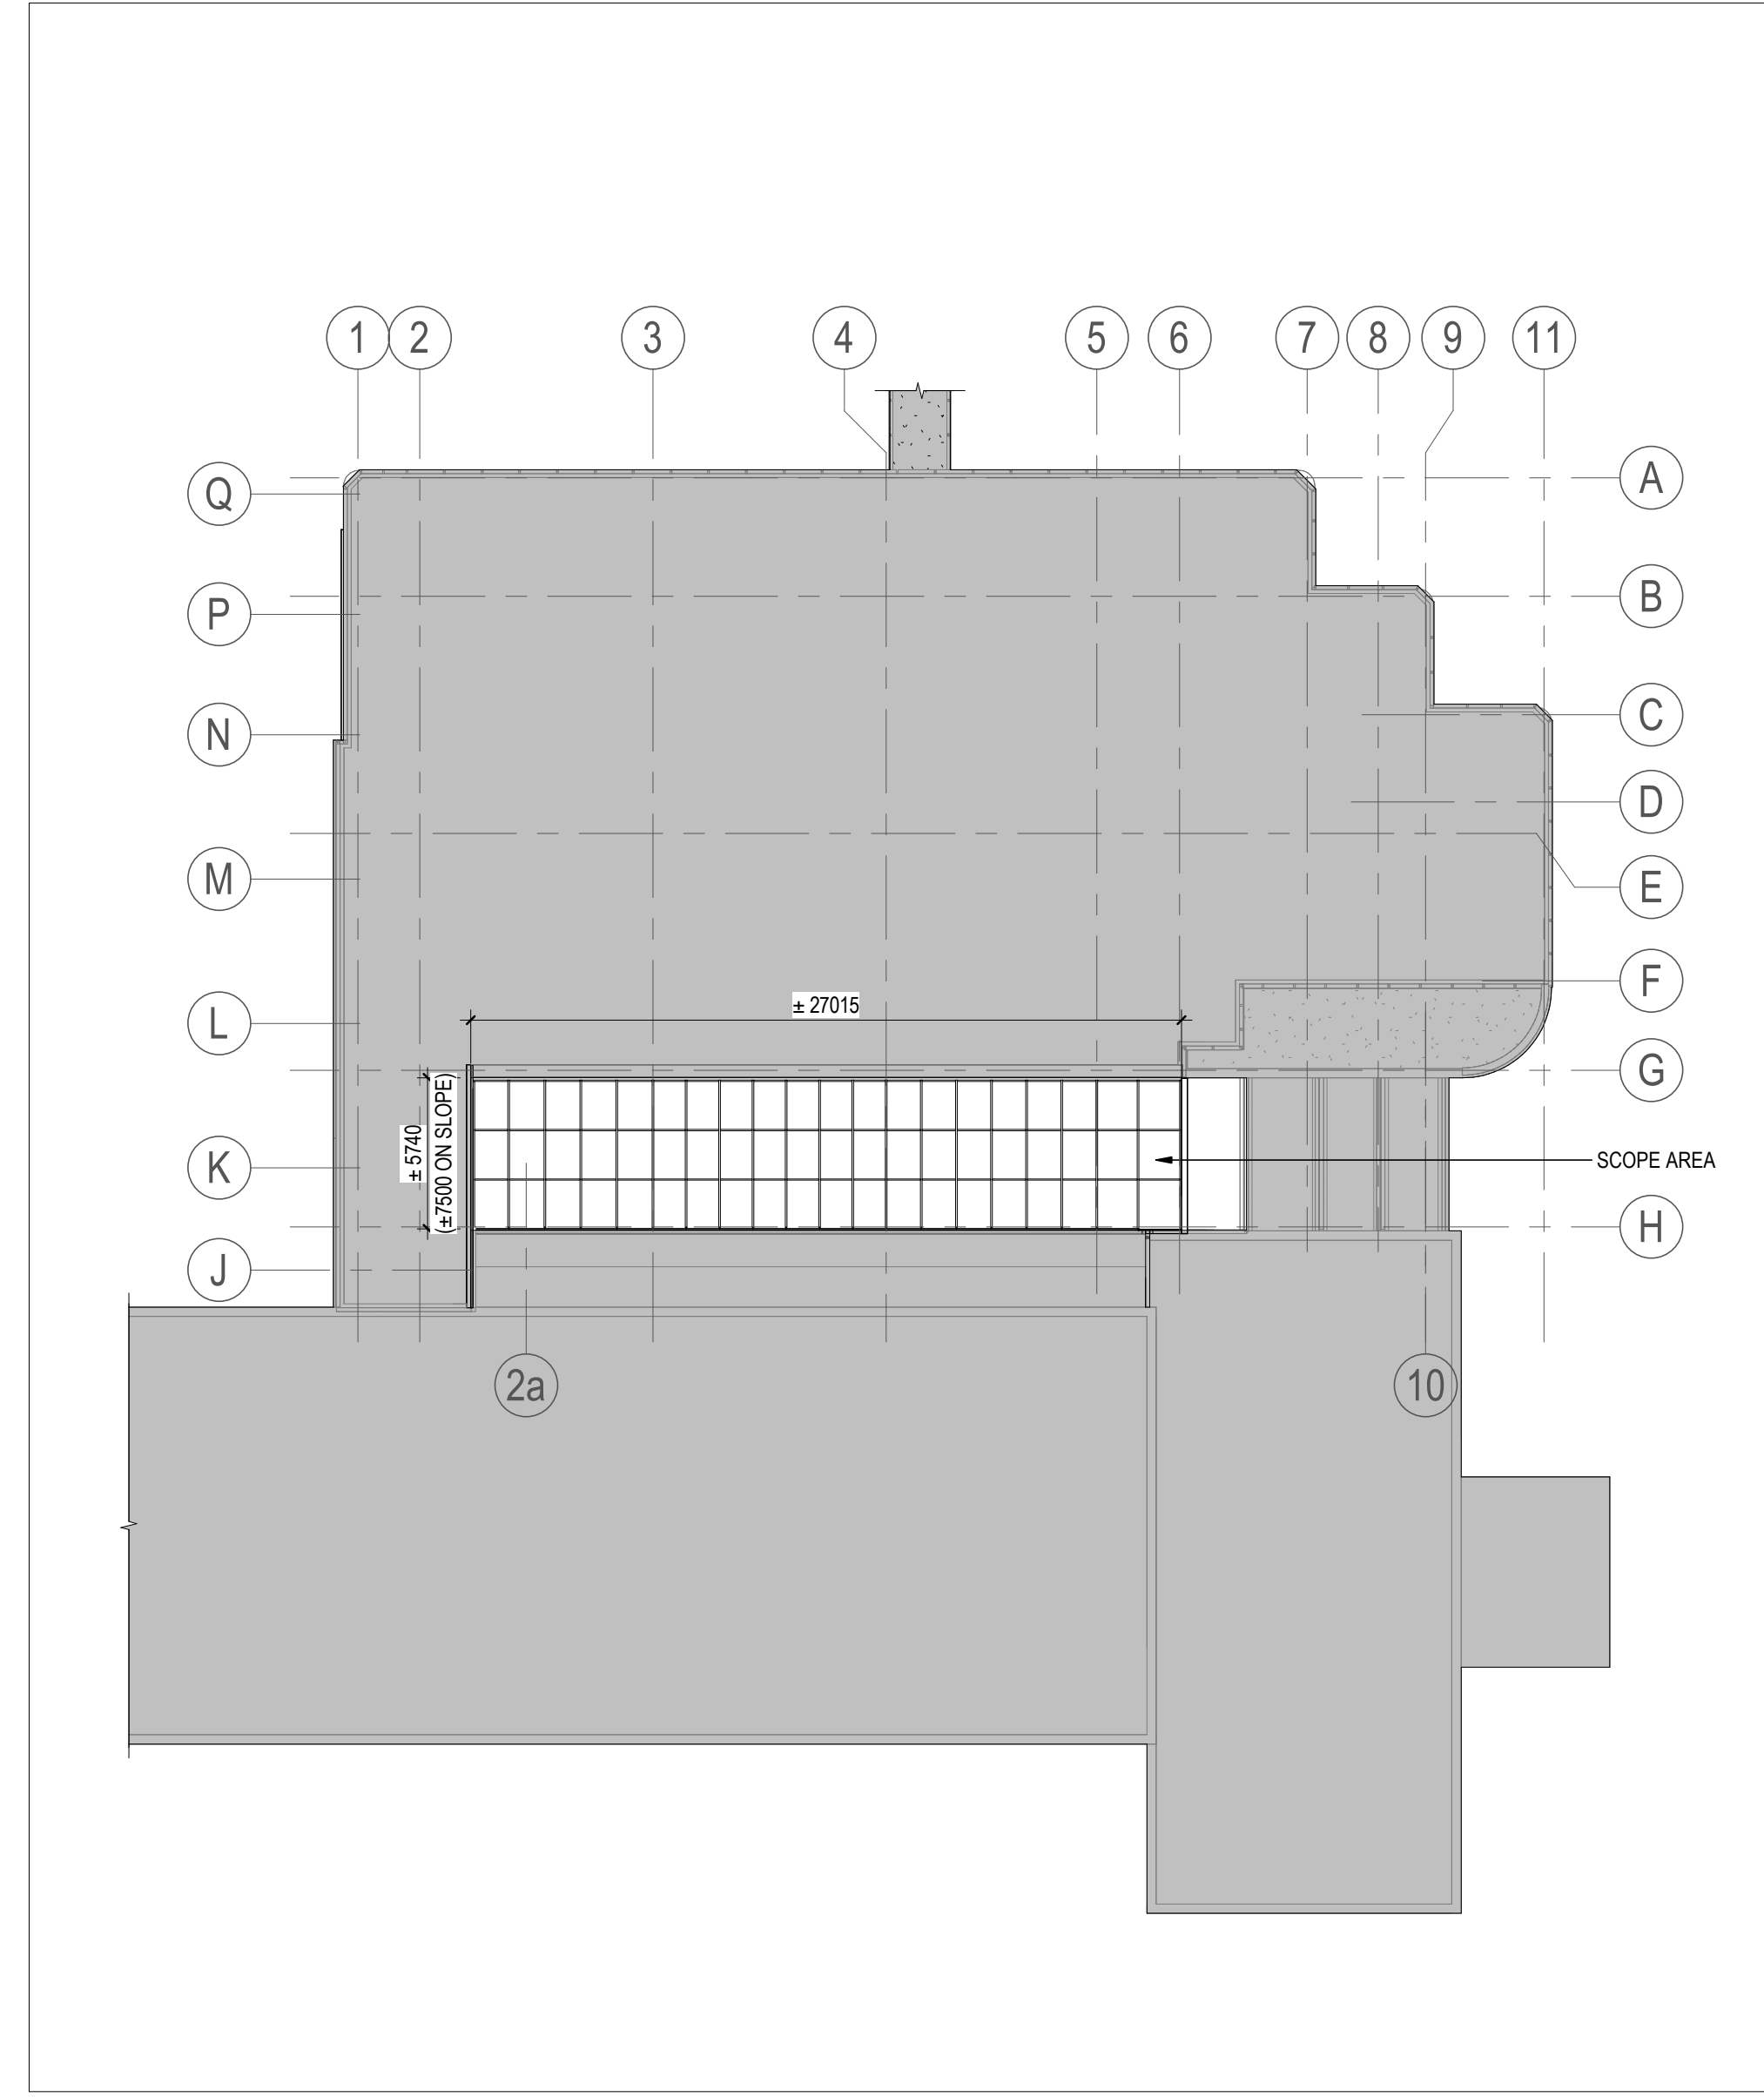 1 2 3 4 5 6 7 8 9 11
Q
A
P
B
C
N
D
M
E
F
± 27015
L
G
± 5740
(±7500 ON SLOPE)
SCOPE AREA
K
H
J
2a
10